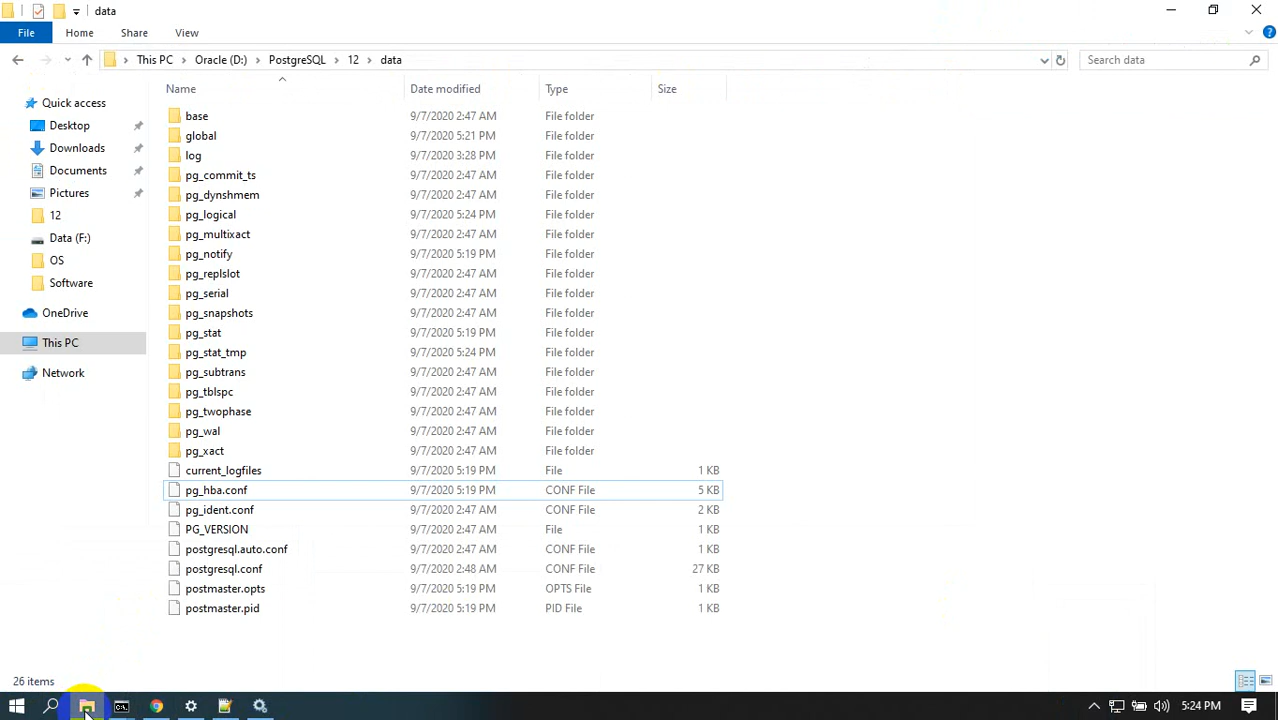 data
File Home Share View
This PC Oracle (D:) PostgreSQL 12 data Search data
Name Date modified Type Size
Quick access
Desktop
Downloads
Documents
Pictures
12
Data (F:)
OS
Software
OneDrive
This PC
Network
base 9/7/2020 2:47 AM File folder
global 9/7/2020 5:21 PM File folder
log 9/7/2020 3:28 PM File folder
pg_commit_ts 9/7/2020 2:47 AM File folder
pg_dynshmem 9/7/2020 2:47 AM File folder
pg_logical 9/7/2020 5:24 PM File folder
pg_multixact 9/7/2020 2:47 AM File folder
pg_notify 9/7/2020 5:19 PM File folder
pg_replslot 9/7/2020 2:47 AM File folder
pg_serial 9/7/2020 2:47 AM File folder
pg_snapshots 9/7/2020 2:47 AM File folder
pg_stat 9/7/2020 5:19 PM File folder
pg_stat_tmp 9/7/2020 5:24 PM File folder
pg_subtrans 9/7/2020 2:47 AM File folder
pg_tblspc 9/7/2020 2:47 AM File folder
pg_twophase 9/7/2020 2:47 AM File folder
pg_wal 9/7/2020 2:47 AM File folder
pg_xact 9/7/2020 2:47 AM File folder
current_logfiles 9/7/2020 5:19 PM File 1 KB
pg_hba.conf 9/7/2020 5:19 PM CONF File 5 KB
pg_ident.conf 9/7/2020 2:47 AM CONF File 2 KB
PG_VERSION 9/7/2020 2:47 AM File 1 KB
postgresql.auto.conf 9/7/2020 2:47 AM CONF File 1 KB
postgresql.conf 9/7/2020 2:48 AM CONF File 27 KB
postmaster.opts 9/7/2020 5:19 PM OPTS File 1 KB
postmaster.pid 9/7/2020 5:19 PM PID File 1 KB
26 items
5:24 PM